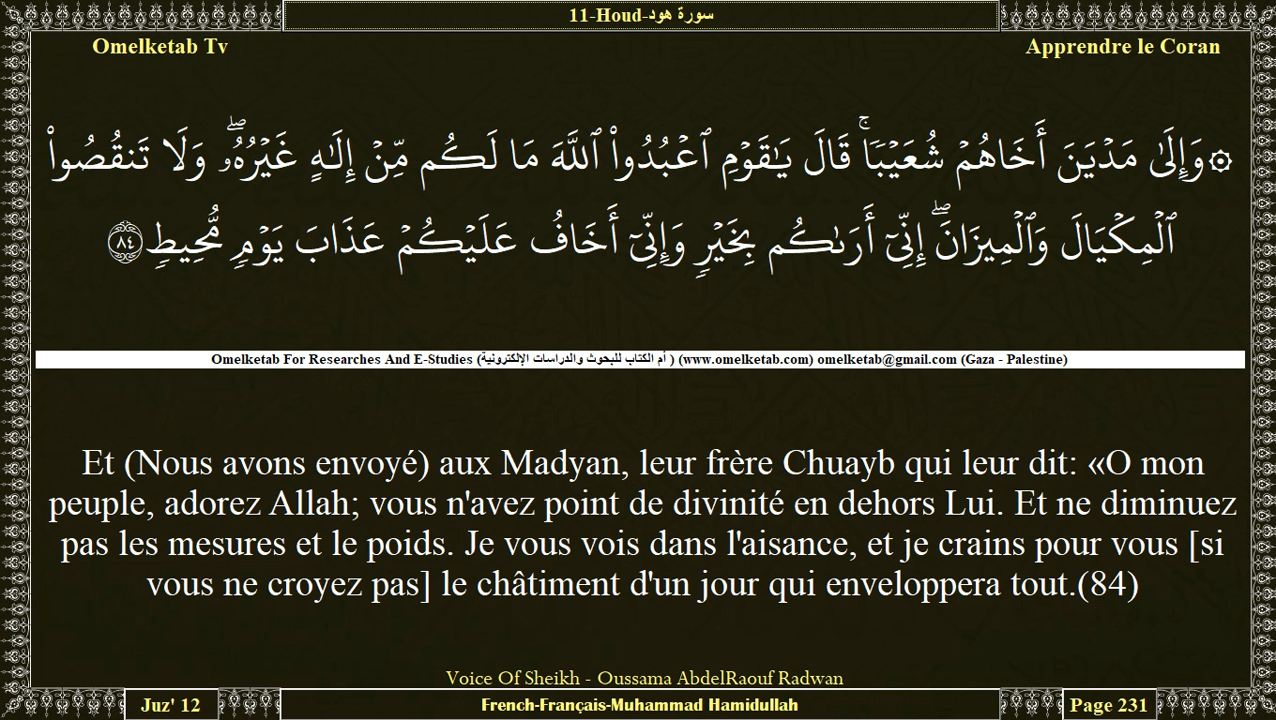 11-Houd-سورة هود
Omelketab Tv
Apprendre le Coran
۞ وَإِلَىٰ مَدۡيَنَ أَخَاهُمۡ شُعَيۡبٗاۚ قَالَ يَٰقَوۡمِ ٱعۡبُدُواْ ٱللَّهَ مَا لَكُم مِّنۡ إِلَٰهٍ غَيۡرُهُۥۖ وَلَا تَنقُصُواْ
ٱلۡمِكۡيَالَ وَٱلۡمِيزَانَۖ إِنِّيٓ أَرَىٰكُم بِخَيۡرٖ وَإِنِّيٓ أَخَافُ عَلَيۡكُمۡ عَذَابَ يَوۡمٖ مُّحِيطٖ ٨٤
Omelketab For Researches And E-Studies (أم الكتاب للبحوث والدراسات الإلكترونية ) (www.omelketab.com) omelketab@gmail.com (Gaza - Palestine)
Et (Nous avons envoyé) aux Madyan, leur frère Chuayb qui leur dit: «O mon
peuple, adorez Allah; vous n'avez point de divinité en dehors Lui. Et ne diminuez
pas les mesures et le poids. Je vous vois dans l'aisance, et je crains pour vous [si
vous ne croyez pas] le châtiment d'un jour qui enveloppera tout.(84)
Voice Of Sheikh - Oussama AbdelRaouf Radwan
Juz' 12
French-Français-Muhammad Hamidullah
Page 231